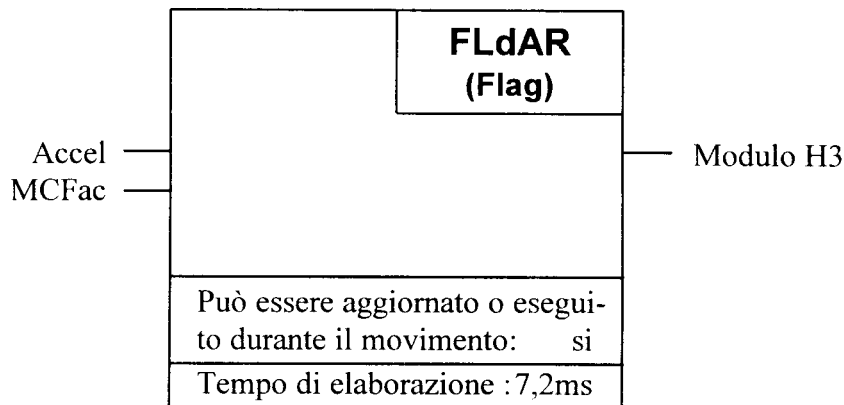 FLdAR
(Flag)
Accel
MCFac
Modulo H3
Può essere aggiornato o esegui-
to durante il movimento: si
Tempo di elaborazione :7,2ms